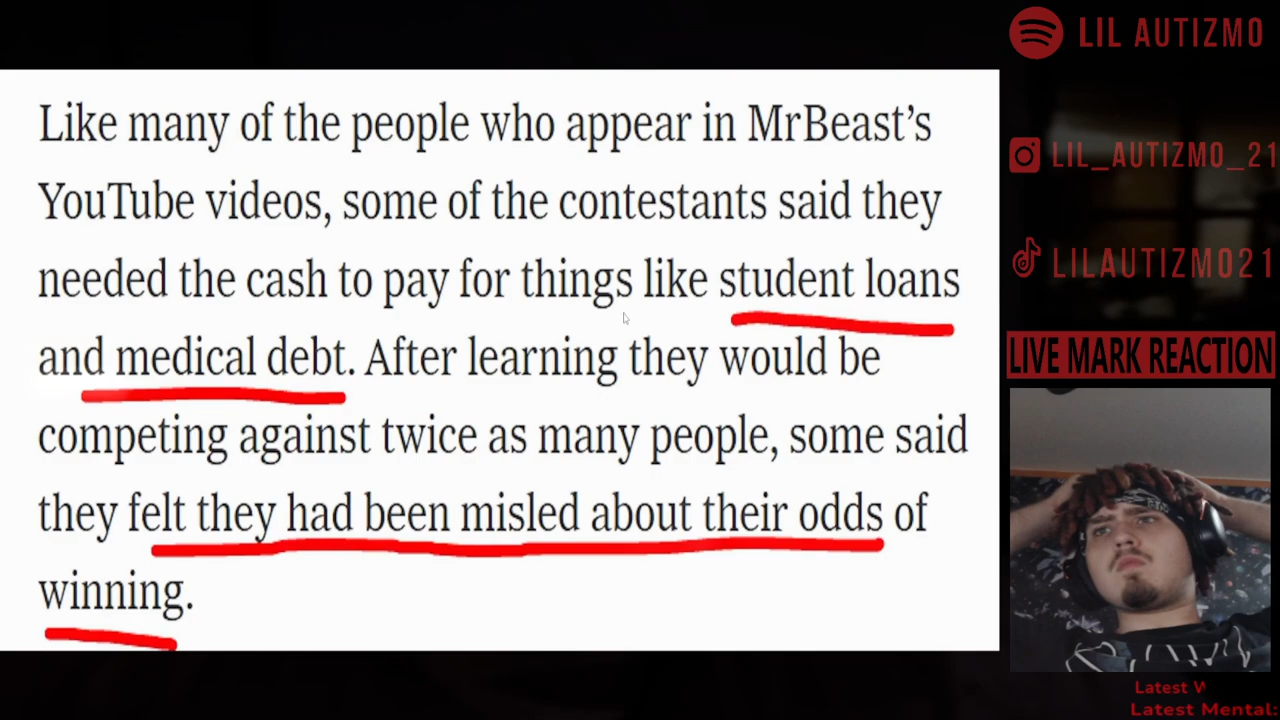 Like many of the people who appear in MrBeast’s
YouTube videos, some of the contestants said they
needed the cash to pay for things like student loans
and medical debt. After learning they would be
competing against twice as many people, some said
they felt they had been misled about their odds of
winning.
LIL AUTIZMO
LIL_AUTIZMO_21
LILAUTIZMO21
LIVE MARK REACTION
Latest
Latest Mental: